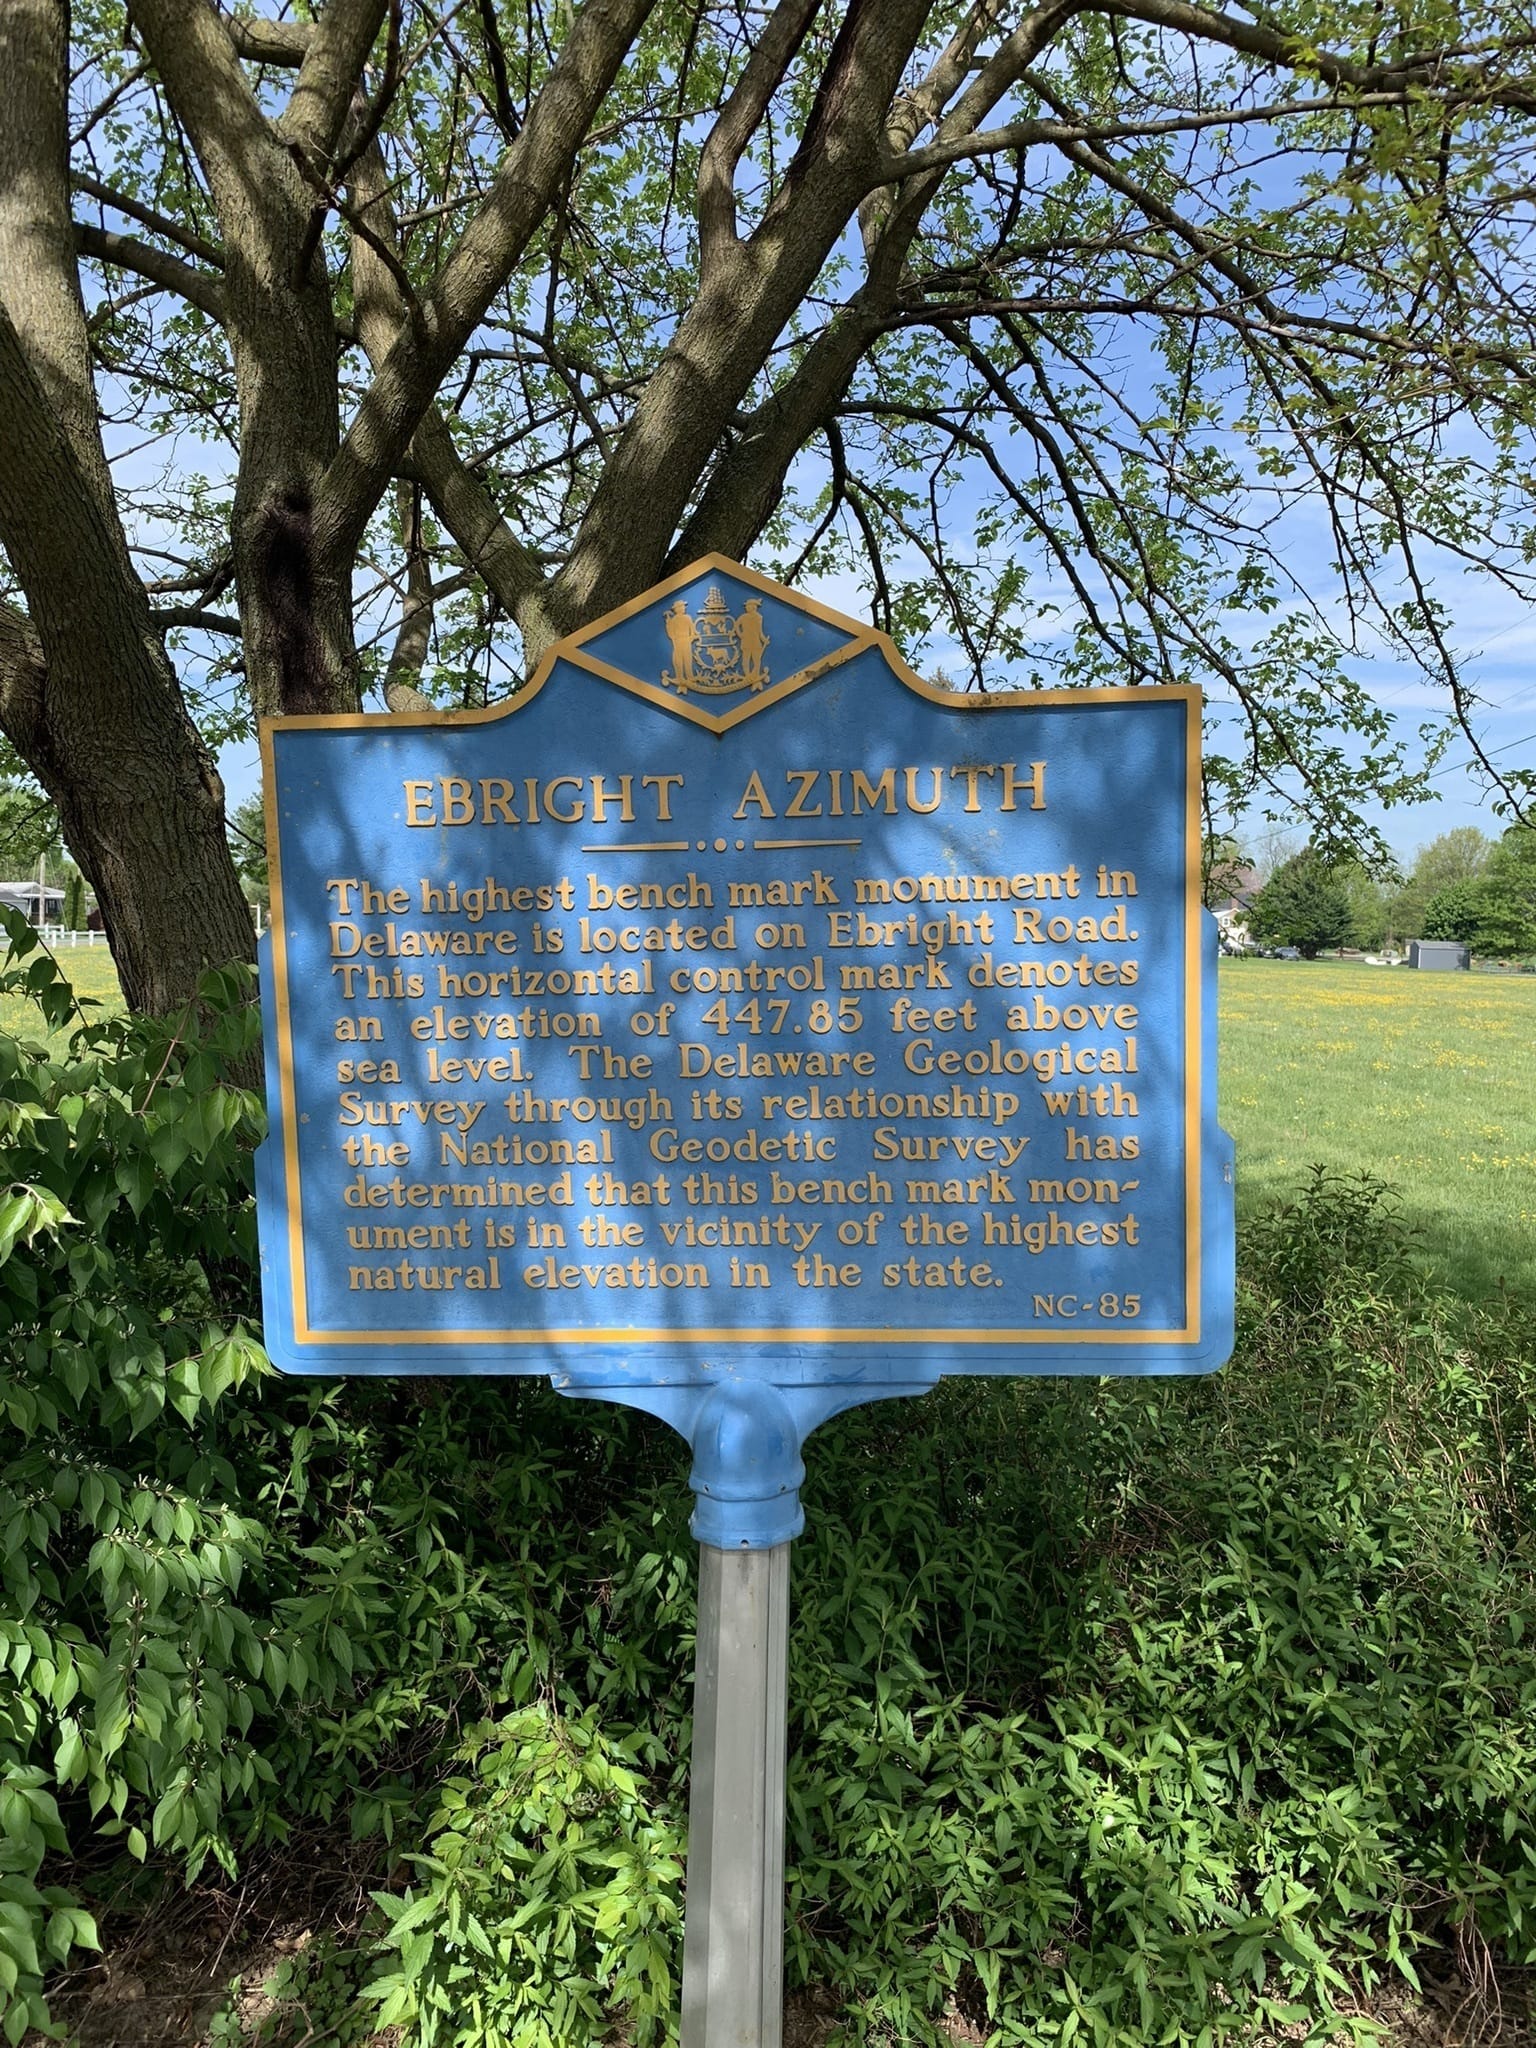 EBRIGHT AZIMUTH
The highest bench mark monument in
Delaware is located on Ebright Road.
This horizontal control mark denotes
an elevation of 447.85 feet above
sea level. The Delaware Geological
Survey through its relationship with
the National Geodetic Survey has
determined that this bench mark mon-
ument is in the vicinity of the highest
natural elevation in the state.
NC-85